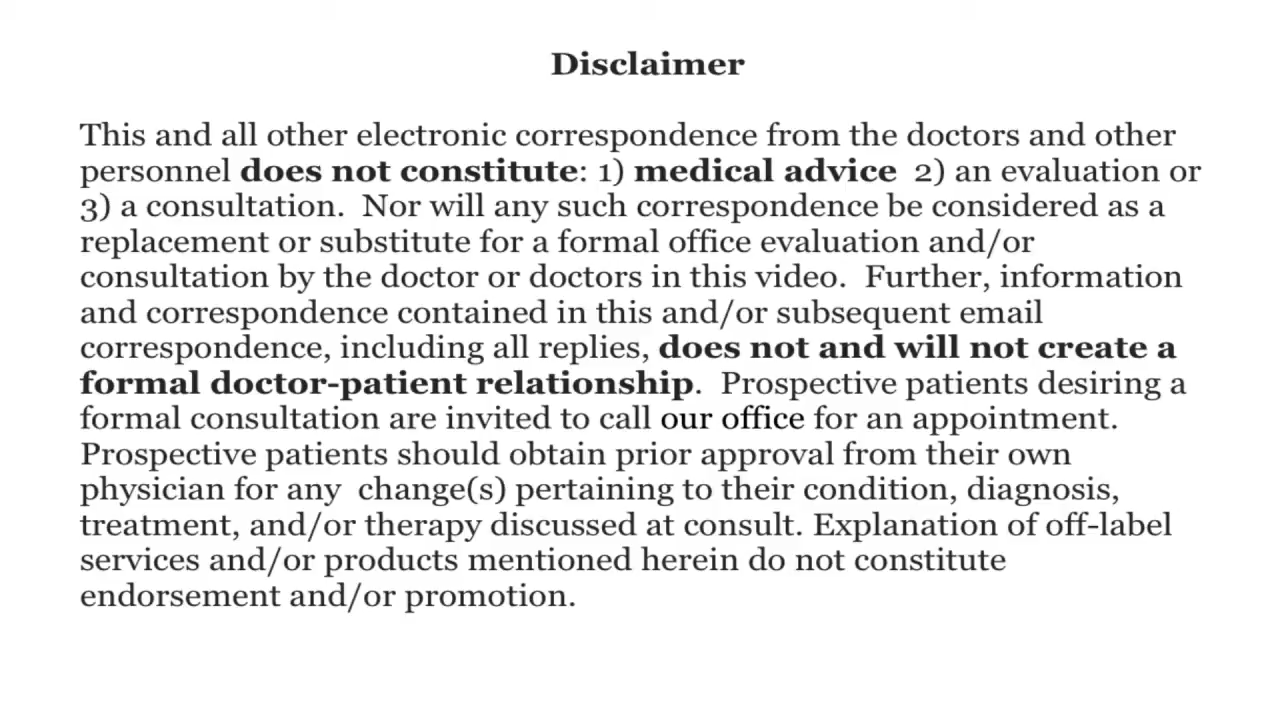 Disclaimer
This and all other electronic correspondence from the doctors and other
personnel does not constitute: 1) medical advice  2) an evaluation or
3) a consultation.  Nor will any such correspondence be considered as a
replacement or substitute for a formal office evaluation and/or
consultation by the doctor or doctors in this video.  Further, information
and correspondence contained in this and/or subsequent email
correspondence, including all replies, does not and will not create a
formal doctor-patient relationship.  Prospective patients desiring a
formal consultation are invited to call our office for an appointment.
Prospective patients should obtain prior approval from their own
physician for any  change(s) pertaining to their condition, diagnosis,
treatment, and/or therapy discussed at consult. Explanation of off-label
services and/or products mentioned herein do not constitute
endorsement and/or promotion.